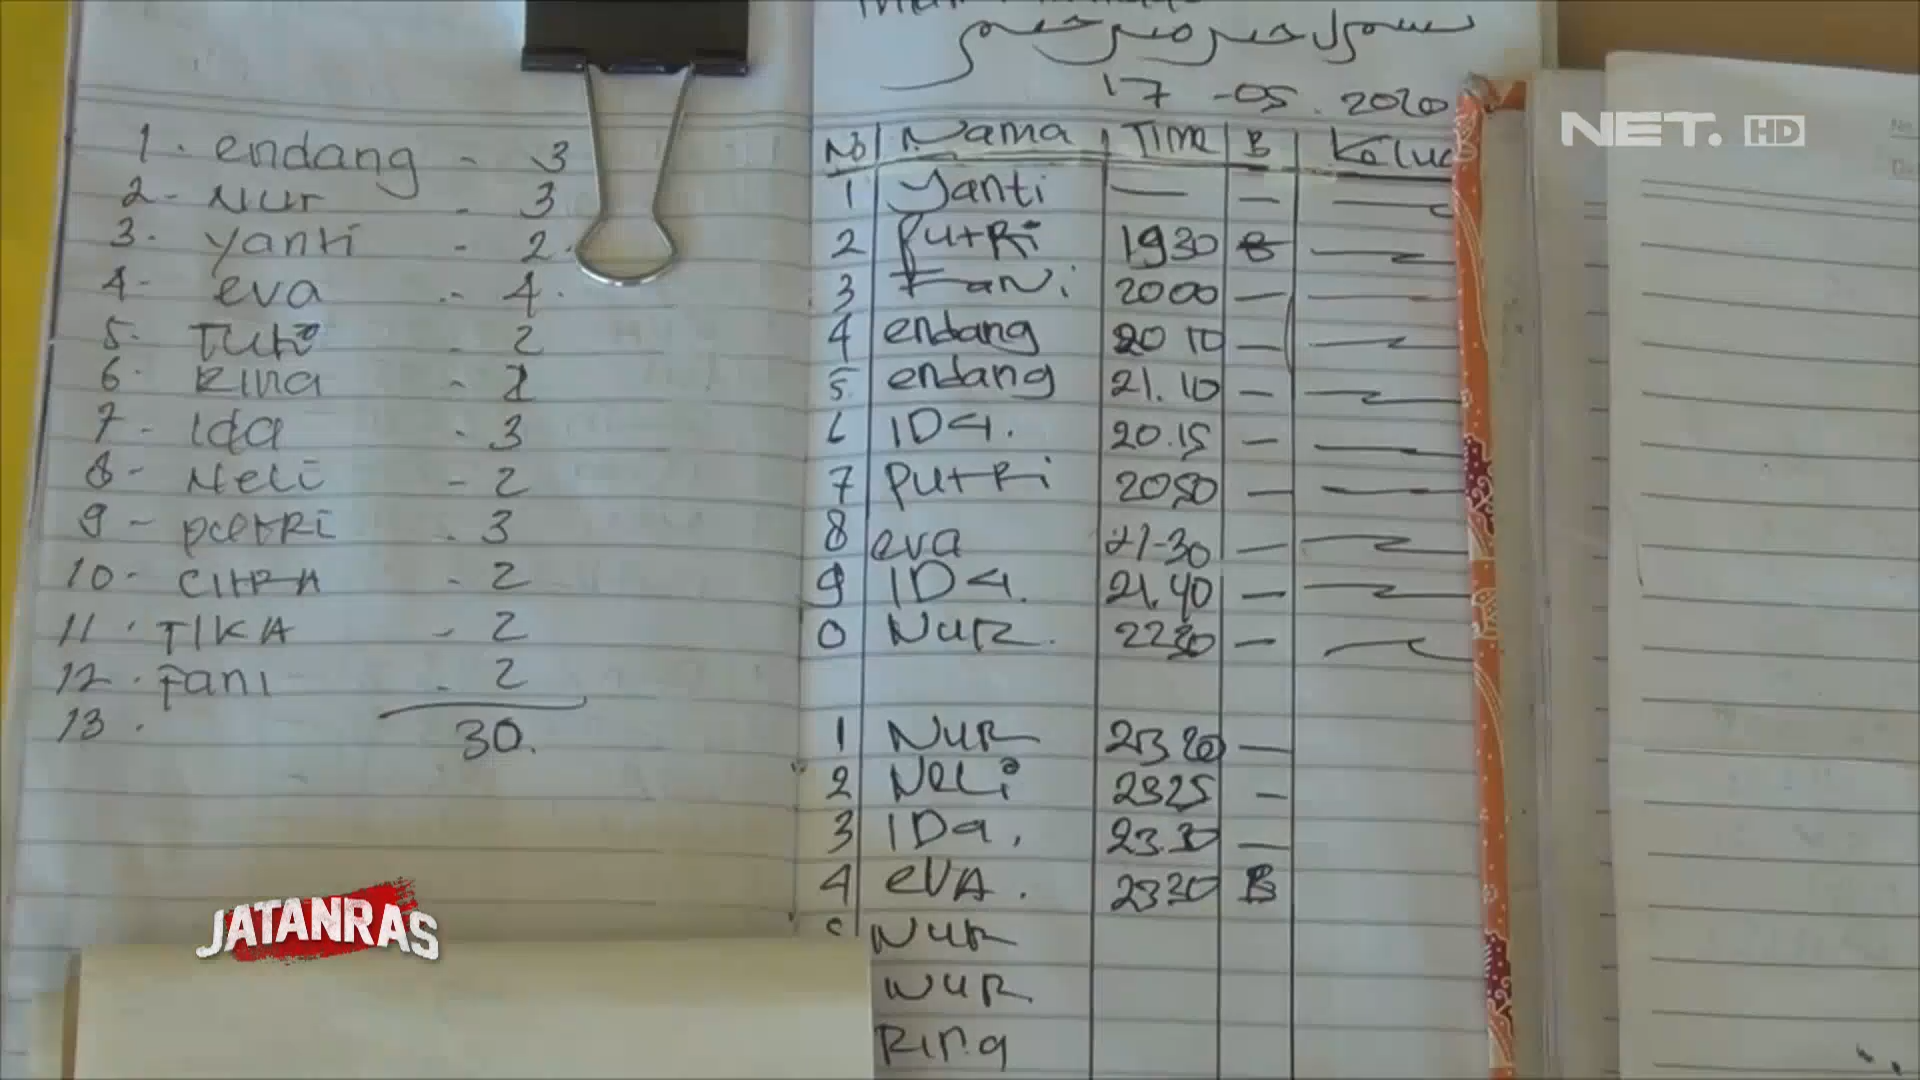 1. endang - 3
2- Nur - 3
3. yanti - 2.
4- eva - 4.
5- Tuti - 2
6. Rina -
7- Ida - 3
8- Neli - 2
9 - putRi . 3
10- CitRA - 2
11. TIKA - 2
12. Fani - 2
13.
30.
17 -05.2020
No Nama Time B Kelua
1 Yanti — —
2 PutRi 1930 B
3 FaNi 2000 —
4 endang 20 10 —
5. endang 21.10 —
6 IDa. 20.15 —
7 PutRi 2050 —
8 eva 21-30 —
9 IDa. 21.40 —
0 NUR. 2230 —
1 NUR 2320 —
2 NeLi 2325 —
3 IDa. 23.30 —
4 eVA. 2330 B
5 NUR
NUR.
Rina
NET. HD
JATANRAS